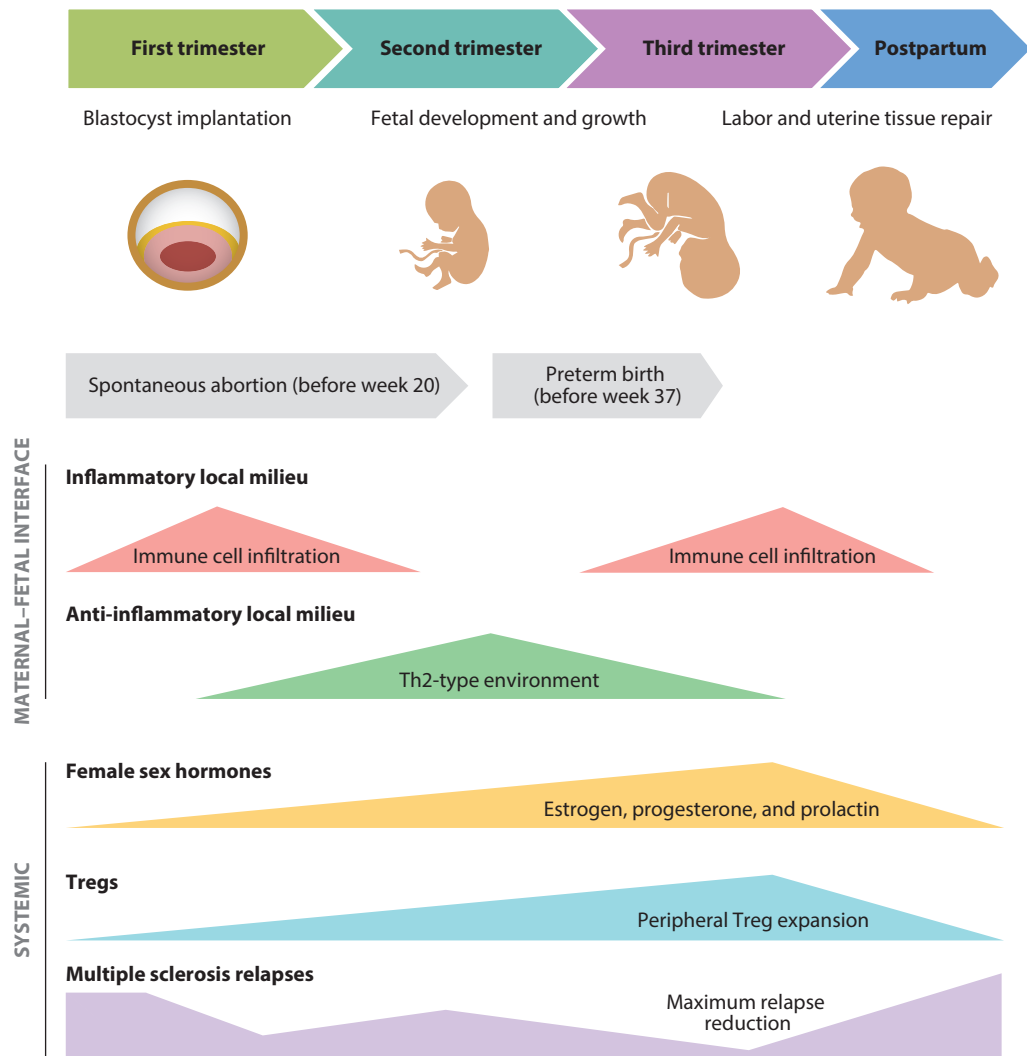 First trimester
Second trimester
Third trimester
Postpartum
Blastocyst implantation
Fetal development and growth
Labor and uterine tissue repair
Spontaneous abortion (before week 20)
Preterm birth
(before week 37)
MATERNAL–FETAL INTERFACE
Inflammatory local milieu
Immune cell infiltration
Immune cell infiltration
Anti-inflammatory local milieu
Th2-type environment
SYSTEMIC
Female sex hormones
Estrogen, progesterone, and prolactin
Tregs
Peripheral Treg expansion
Multiple sclerosis relapses
Maximum relapse
reduction